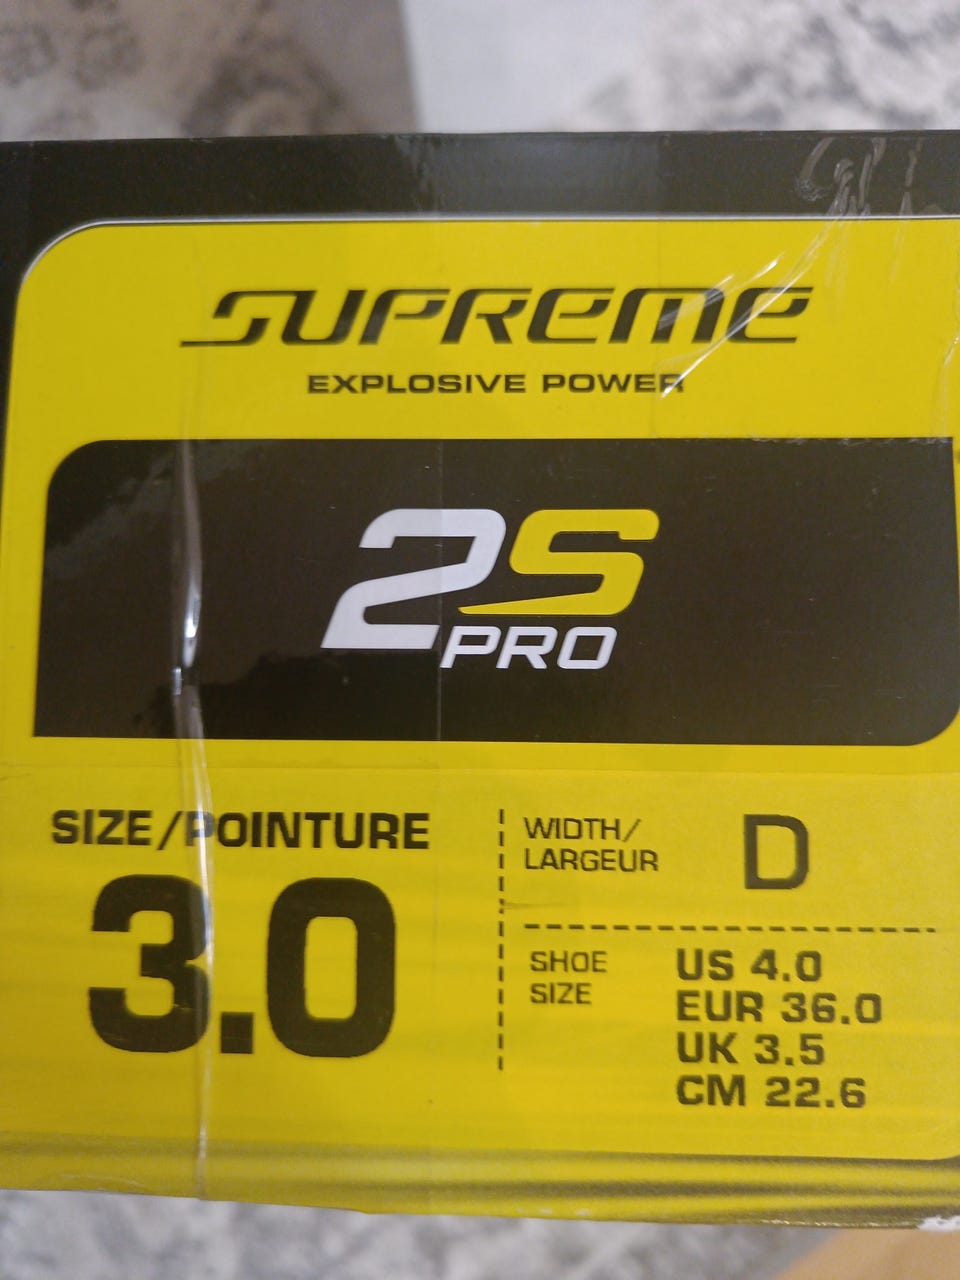 SUPREME
EXPLOSIVE POWER
2S
PRO
SIZE/POINTURE
3.0
WIDTH/
LARGEUR
D
SHOE
SIZE
US 4.0
EUR 36.0
UK 3.5
CM 22.6